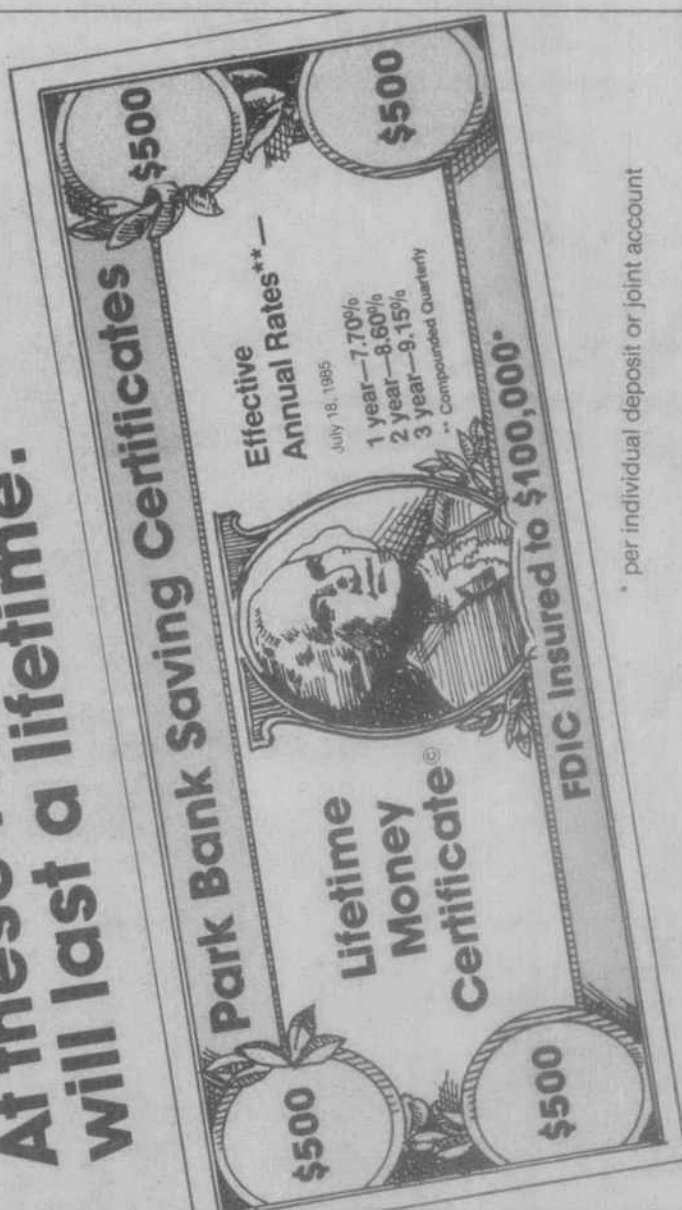 At these
will last a lifetime.
$500
$500
Park Bank Saving Certificates
Lifetime
Money
Certificate©
Effective
Annual Rates**—
July 18, 1985
1 year—7.70%
2 year—8.60%
3 year—9.15%
** Compounded Quarterly
$500
$500
FDIC Insured to $100,000*
* per individual deposit or joint account